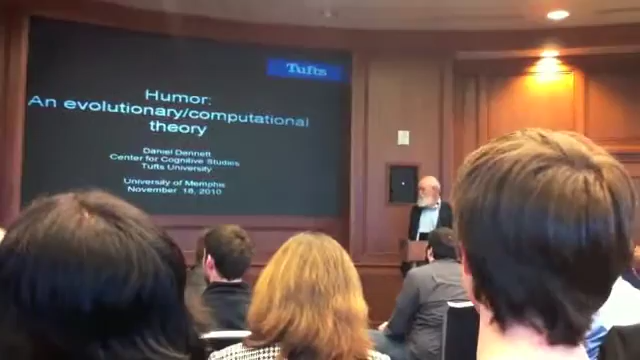 Tufts
Humor:
An evolutionary/computational
theory
Daniel Dennett
Center for Cognitive Studies
Tufts University
University of Memphis
November 18, 2010